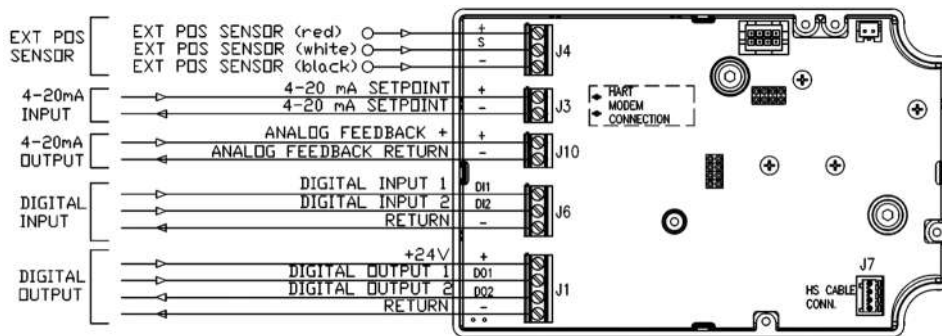 EXT POS
SENSOR
EXT POS SENSOR (red)
EXT POS SENSOR (white)
EXT POS SENSOR (black)
+
S
-
J4
4-20mA
INPUT
4-20 mA SETPOINT
4-20 mA SETPOINT
+
-
J3
HART
MODEM
CONNECTION
4-20mA
OUTPUT
ANALOG FEEDBACK +
ANALOG FEEDBACK RETURN
+
-
J10
DIGITAL
INPUT
DIGITAL INPUT 1
DIGITAL INPUT 2
RETURN
DI1
DI2
-
J6
DIGITAL
OUTPUT
+24V
DIGITAL OUTPUT 1
DIGITAL OUTPUT 2
RETURN
+
DO1
DO2
-
J1
J7
HS CABLE
CONN.